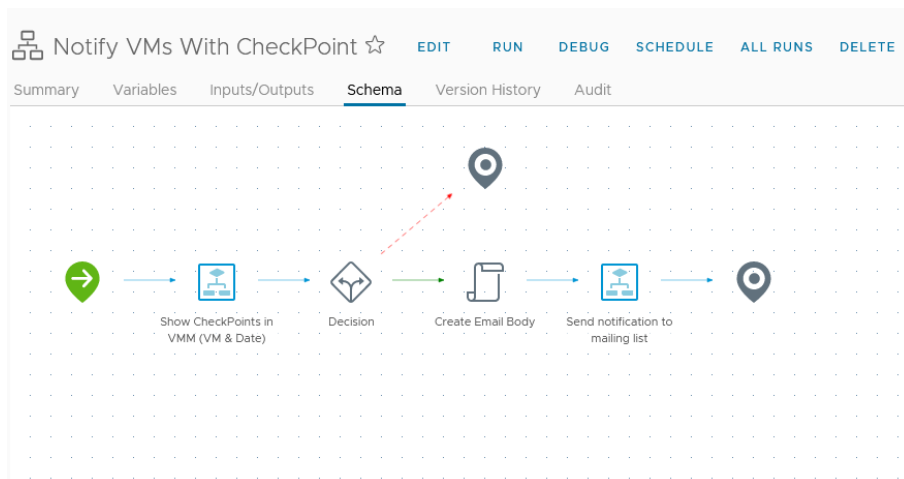 Notify VMs With CheckPoint EDIT RUN DEBUG SCHEDULE ALL RUNS DELETE
Summary Variables Inputs/Outputs Schema Version History Audit
Show CheckPoints in
VMM (VM & Date)
Decision
Create Email Body
Send notification to
mailing list